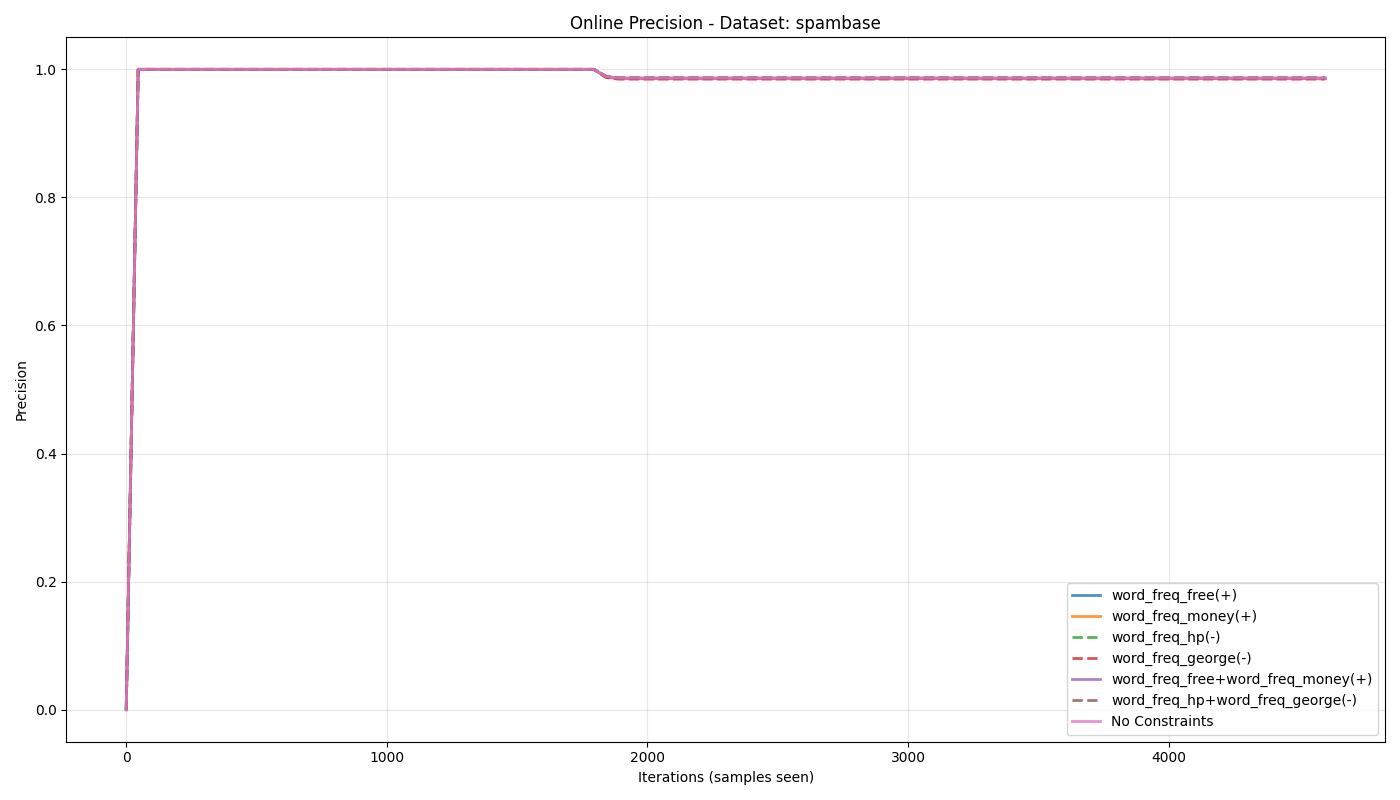 Online Precision - Dataset: spambase
1.0
0.8
0.6
0.4
0.2
0.0
Precision
0 1000 2000 3000 4000
Iterations (samples seen)
word_freq_free(+)
word_freq_money(+)
word_freq_hp(-)
word_freq_george(-)
word_freq_free+word_freq_money(+)
word_freq_hp+word_freq_george(-)
No Constraints